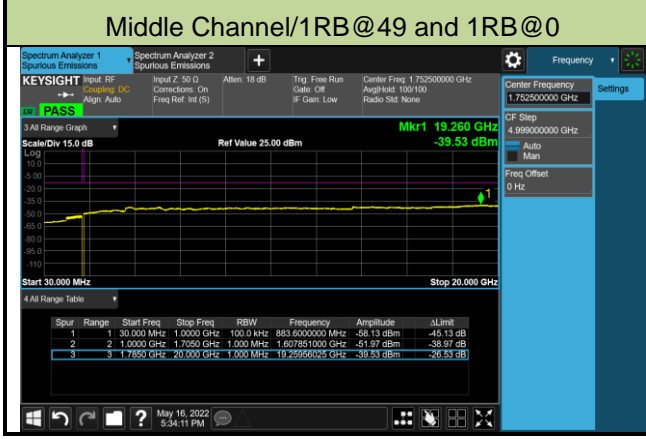 Middle Channel/1RB@49 and 1RB@0
Spectrum Analyzer 1
Spurious Emissions
Spectrum Analyzer 2
Spurious Emissions
+
Frequency
KEYSIGHT
Input: RF
Coupling: DC
Align: Auto
Input Z: 50 Ω
Corrections: On
Freq Ref: Int (S)
Atten: 18 dB
Trig: Free Run
Gate: Off
IF Gain: Low
Center Freq: 1.752500000 GHz
Avg|Hold: 100/100
Radio Std: None
PASS
Center Frequency
1.752500000 GHz
Settings
CF Step
4.999000000 GHz
Auto
Man
Freq Offset
0 Hz
3 All Range Graph
Mkr1 19.260 GHz
-39.53 dBm
Scale/Div 15.0 dB
Ref Value 25.00 dBm
Log
10.0
-5.00
-20.0
-35.0
-50.0
-65.0
-80.0
-95.0
-110
1
Start 30.000 MHz
Stop 20.000 GHz
4 All Range Table
Spur Range Start Freq Stop Freq RBW Frequency Amplitude ΔLimit
1 1 30.000 MHz 1.0000 GHz 100.0 kHz 883.6000000 MHz -58.13 dBm -45.13 dB
2 2 1.0000 GHz 1.7050 GHz 1.000 MHz 1.607851000 GHz -51.97 dBm -38.97 dB
3 3 1.7850 GHz 20.000 GHz 1.000 MHz 19.25956025 GHz -39.53 dBm -26.53 dB
?
May 16, 2022
5:34:11 PM